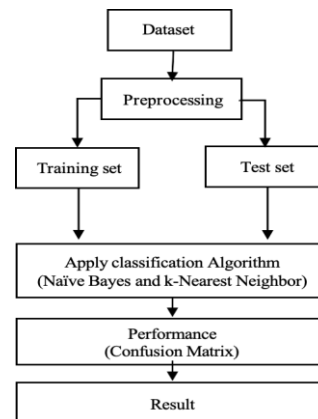 Dataset
Preprocessing
Training set
Test set
Apply classification Algorithm
(Naïve Bayes and k-Nearest Neighbor)
Performance
(Confusion Matrix)
Result